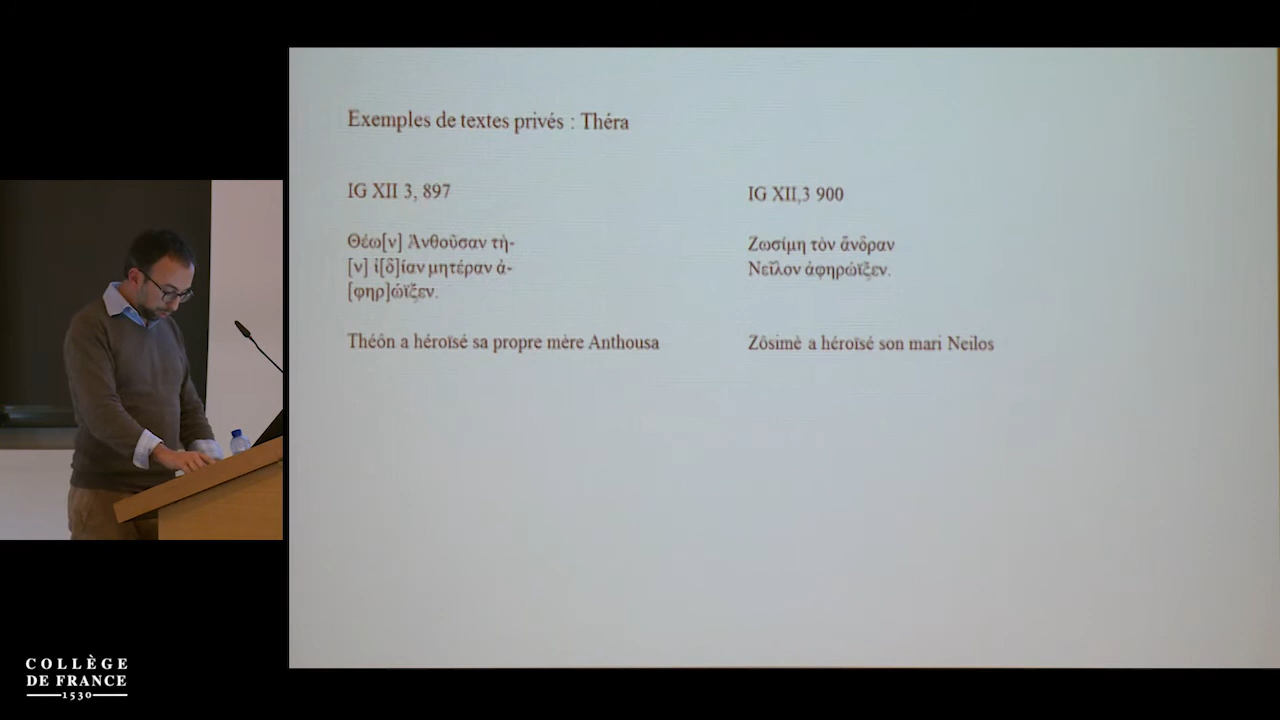 Exemples de textes privés : Théra
IG XII 3, 897
Θέω[ν] Ἀνθοῦσαν τὴ-
[ν] ἰ[δ]ίαν μητέραν ἀ-
[φηρ]ώϊξεν.
Théôn a héroïsé sa propre mère Anthousa
IG XII,3 900
Ζωσίμη τὸν ἄνδραν
Νεῖλον ἀφηρώϊξεν.
Zôsimè a héroïsé son mari Neilos
COLLÈGE
DE FRANCE
1530